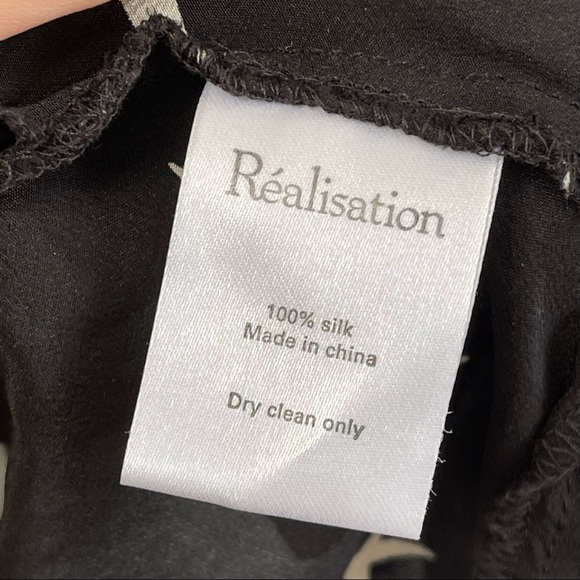 Réalisation
100% silk
Made in china
Dry clean only